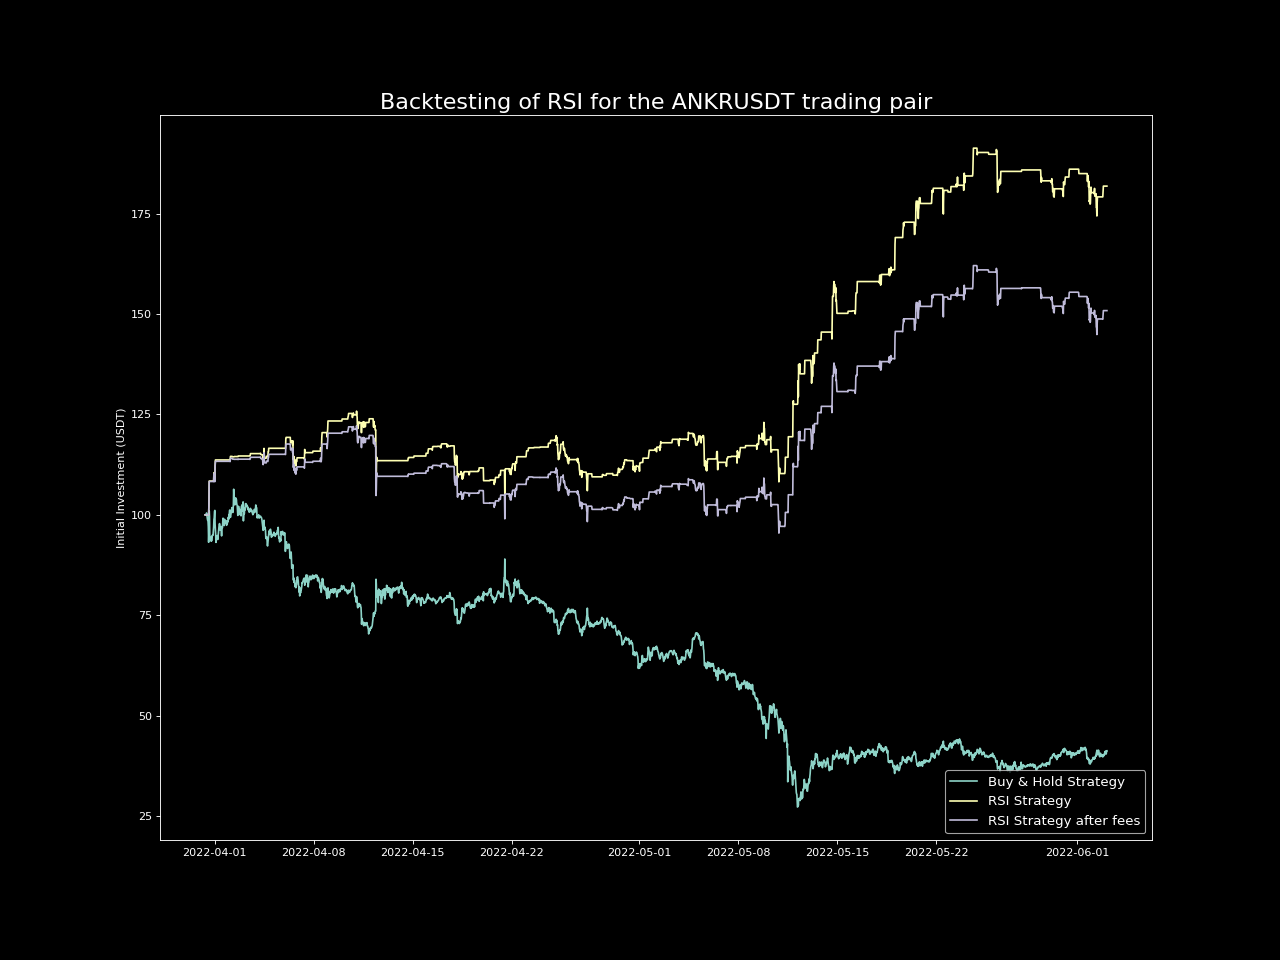 Backtesting of RSI for the ANKRUSDT trading pair
Initial Investment (USDT)
175
150
125
100
75
50
25
2022-04-01 2022-04-08 2022-04-15 2022-04-22 2022-05-01 2022-05-08 2022-05-15 2022-05-22 2022-06-01
Buy & Hold Strategy
RSI Strategy
RSI Strategy after fees